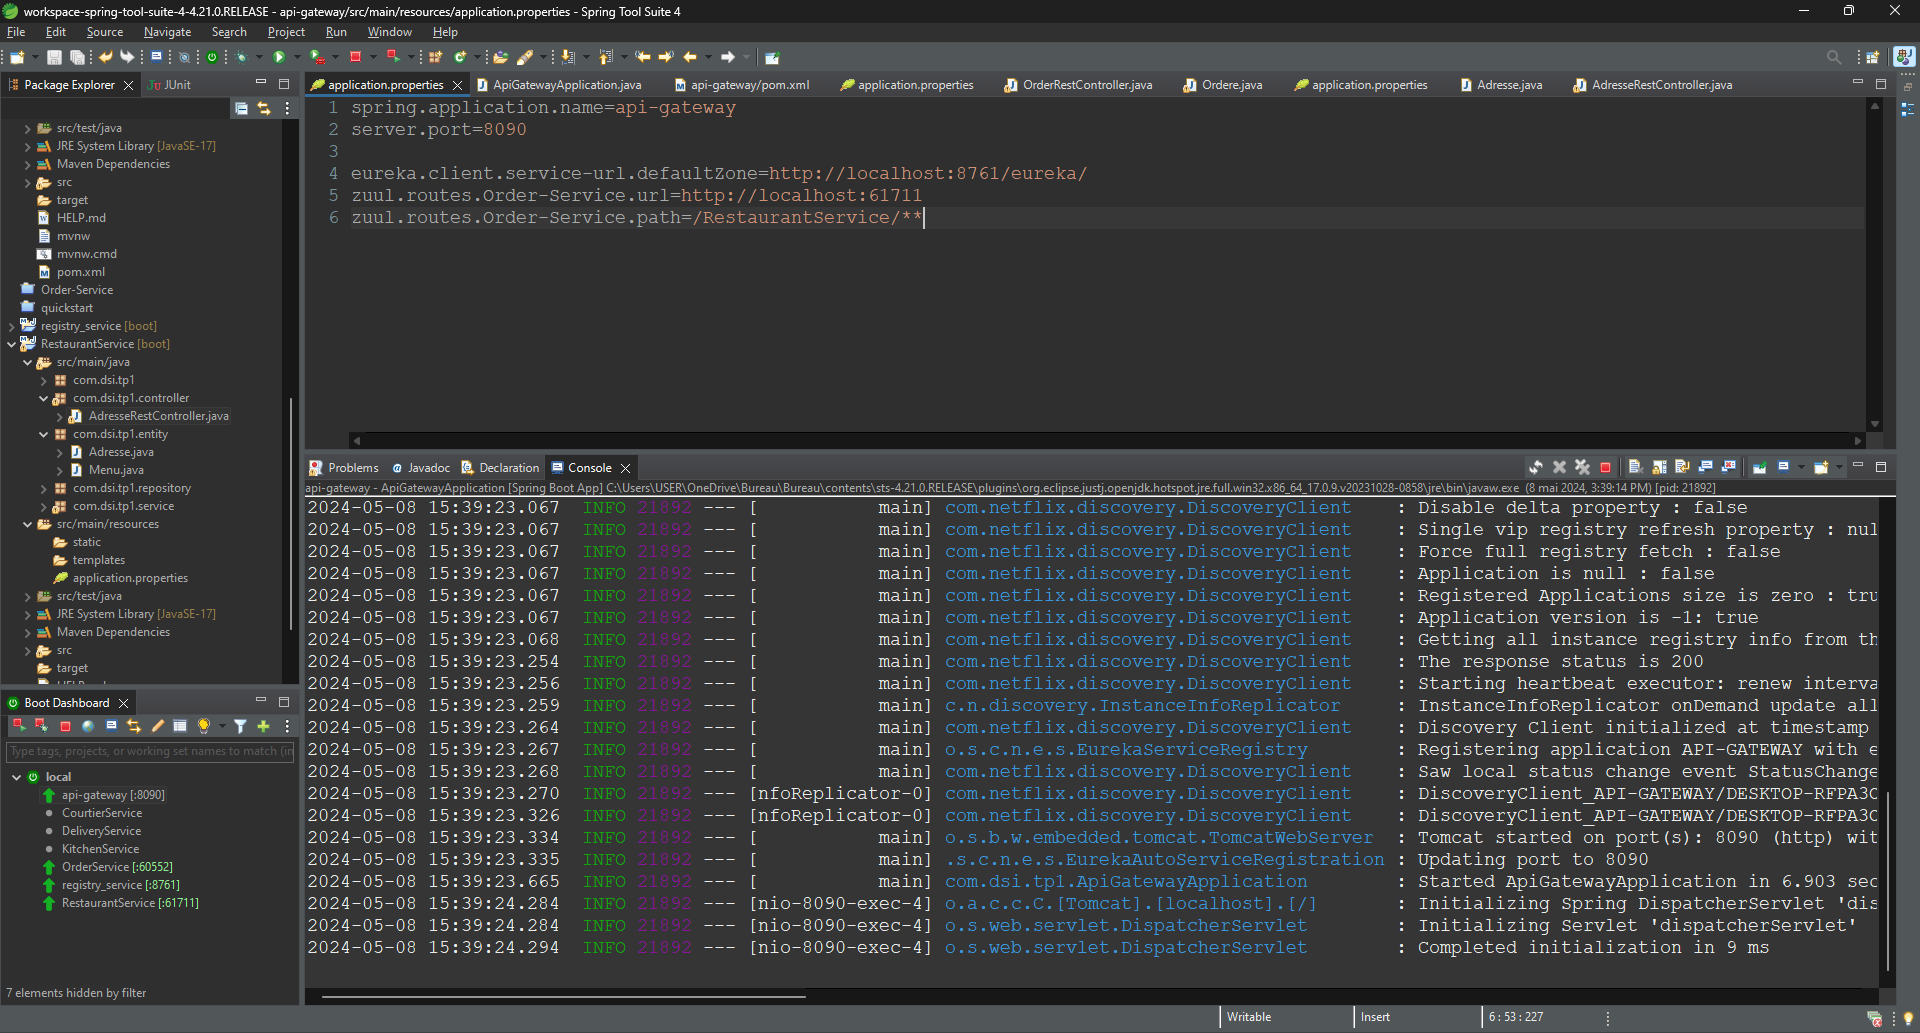 workspace-spring-tool-suite-4-4.21.0.RELEASE - api-gateway/src/main/resources/application.properties - Spring Tool Suite 4
File Edit Source Navigate Search Project Run Window Help
Package Explorer
JUnit
src/test/java
JRE System Library [JavaSE-17]
Maven Dependencies
src
target
HELP.md
mvnw
mvnw.cmd
pom.xml
Order-Service
quickstart
registry_service [boot]
RestaurantService [boot]
src/main/java
com.dsi.tp1
com.dsi.tp1.controller
AdresseRestController.java
com.dsi.tp1.entity
Adresse.java
Menu.java
com.dsi.tp1.repository
com.dsi.tp1.service
src/main/resources
static
templates
application.properties
src/test/java
JRE System Library [JavaSE-17]
Maven Dependencies
src
target
Boot Dashboard
Type tags, projects, or working set names to match (in
local
api-gateway [:8090]
CourtierService
DeliveryService
KitchenService
OrderService [:60552]
registry_service [:8761]
RestaurantService [:61711]
7 elements hidden by filter
application.properties ApiGatewayApplication.java api-gateway/pom.xml application.properties OrderRestController.java Ordere.java application.properties Adresse.java AdresseRestController.java
1 spring.application.name=api-gateway
2 server.port=8090
3
4 eureka.client.service-url.defaultZone=http://localhost:8761/eureka/
5 zuul.routes.Order-Service.url=http://localhost:61711
6 zuul.routes.Order-Service.path=/RestaurantService/**
Problems Javadoc Declaration Console
api-gateway - ApiGatewayApplication [Spring Boot App] C:\Users\USER\OneDrive\Bureau\Bureau\contents\sts-4.21.0.RELEASE\plugins\org.eclipse.justj.openjdk.hotspot.jre.full.win32.x86_64_17.0.9.v20231028-0858\jre\bin\javaw.exe (8 mai 2024, 3:39:14 PM) [pid: 21892]
2024-05-08 15:39:23.067 INFO 21892 --- [ main] com.netflix.discovery.DiscoveryClient : Disable delta property : false
2024-05-08 15:39:23.067 INFO 21892 --- [ main] com.netflix.discovery.DiscoveryClient : Single vip registry refresh property : nul
2024-05-08 15:39:23.067 INFO 21892 --- [ main] com.netflix.discovery.DiscoveryClient : Force full registry fetch : false
2024-05-08 15:39:23.067 INFO 21892 --- [ main] com.netflix.discovery.DiscoveryClient : Application is null : false
2024-05-08 15:39:23.067 INFO 21892 --- [ main] com.netflix.discovery.DiscoveryClient : Registered Applications size is zero : tru
2024-05-08 15:39:23.067 INFO 21892 --- [ main] com.netflix.discovery.DiscoveryClient : Application version is -1: true
2024-05-08 15:39:23.068 INFO 21892 --- [ main] com.netflix.discovery.DiscoveryClient : Getting all instance registry info from th
2024-05-08 15:39:23.254 INFO 21892 --- [ main] com.netflix.discovery.DiscoveryClient : The response status is 200
2024-05-08 15:39:23.256 INFO 21892 --- [ main] com.netflix.discovery.DiscoveryClient : Starting heartbeat executor: renew interva
2024-05-08 15:39:23.259 INFO 21892 --- [ main] c.n.discovery.InstanceInfoReplicator : InstanceInfoReplicator onDemand update all
2024-05-08 15:39:23.264 INFO 21892 --- [ main] com.netflix.discovery.DiscoveryClient : Discovery Client initialized at timestamp
2024-05-08 15:39:23.267 INFO 21892 --- [ main] o.s.c.n.e.s.EurekaServiceRegistry : Registering application API-GATEWAY with e
2024-05-08 15:39:23.268 INFO 21892 --- [ main] com.netflix.discovery.DiscoveryClient : Saw local status change event StatusChange
2024-05-08 15:39:23.270 INFO 21892 --- [nfoReplicator-0] com.netflix.discovery.DiscoveryClient : DiscoveryClient_API-GATEWAY/DESKTOP-RFPA3C
2024-05-08 15:39:23.326 INFO 21892 --- [nfoReplicator-0] com.netflix.discovery.DiscoveryClient : DiscoveryClient_API-GATEWAY/DESKTOP-RFPA3C
2024-05-08 15:39:23.334 INFO 21892 --- [ main] o.s.b.w.embedded.tomcat.TomcatWebServer : Tomcat started on port(s): 8090 (http) wit
2024-05-08 15:39:23.335 INFO 21892 --- [ main] .s.c.n.e.s.EurekaAutoServiceRegistration : Updating port to 8090
2024-05-08 15:39:23.665 INFO 21892 --- [ main] com.dsi.tp1.ApiGatewayApplication : Started ApiGatewayApplication in 6.903 sec
2024-05-08 15:39:24.284 INFO 21892 --- [nio-8090-exec-4] o.a.c.c.C.[Tomcat].[localhost].[/] : Initializing Spring DispatcherServlet 'dis
2024-05-08 15:39:24.284 INFO 21892 --- [nio-8090-exec-4] o.s.web.servlet.DispatcherServlet : Initializing Servlet 'dispatcherServlet'
2024-05-08 15:39:24.294 INFO 21892 --- [nio-8090-exec-4] o.s.web.servlet.DispatcherServlet : Completed initialization in 9 ms
Writable Insert 6 : 53 : 227